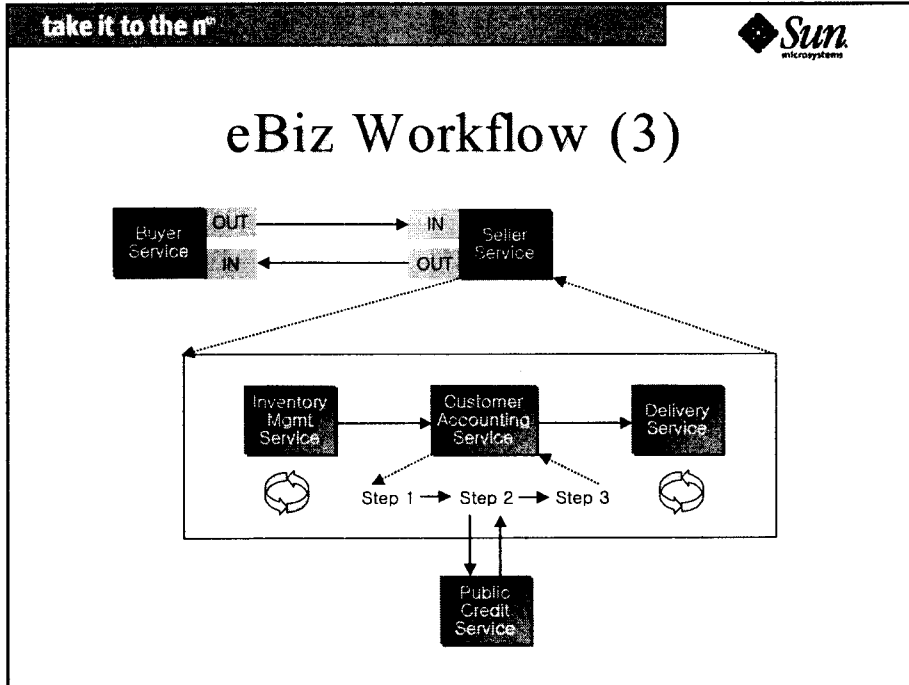 take it to the nth
Sun
microsystems
eBiz Workflow (3)
Buyer
Service
OUT
IN
IN
OUT
Seller
Service
Inventory
Mgmt
Service
Customer
Accounting
Service
Delivery
Service
Step 1
Step 2
Step 3
Public
Credit
Service